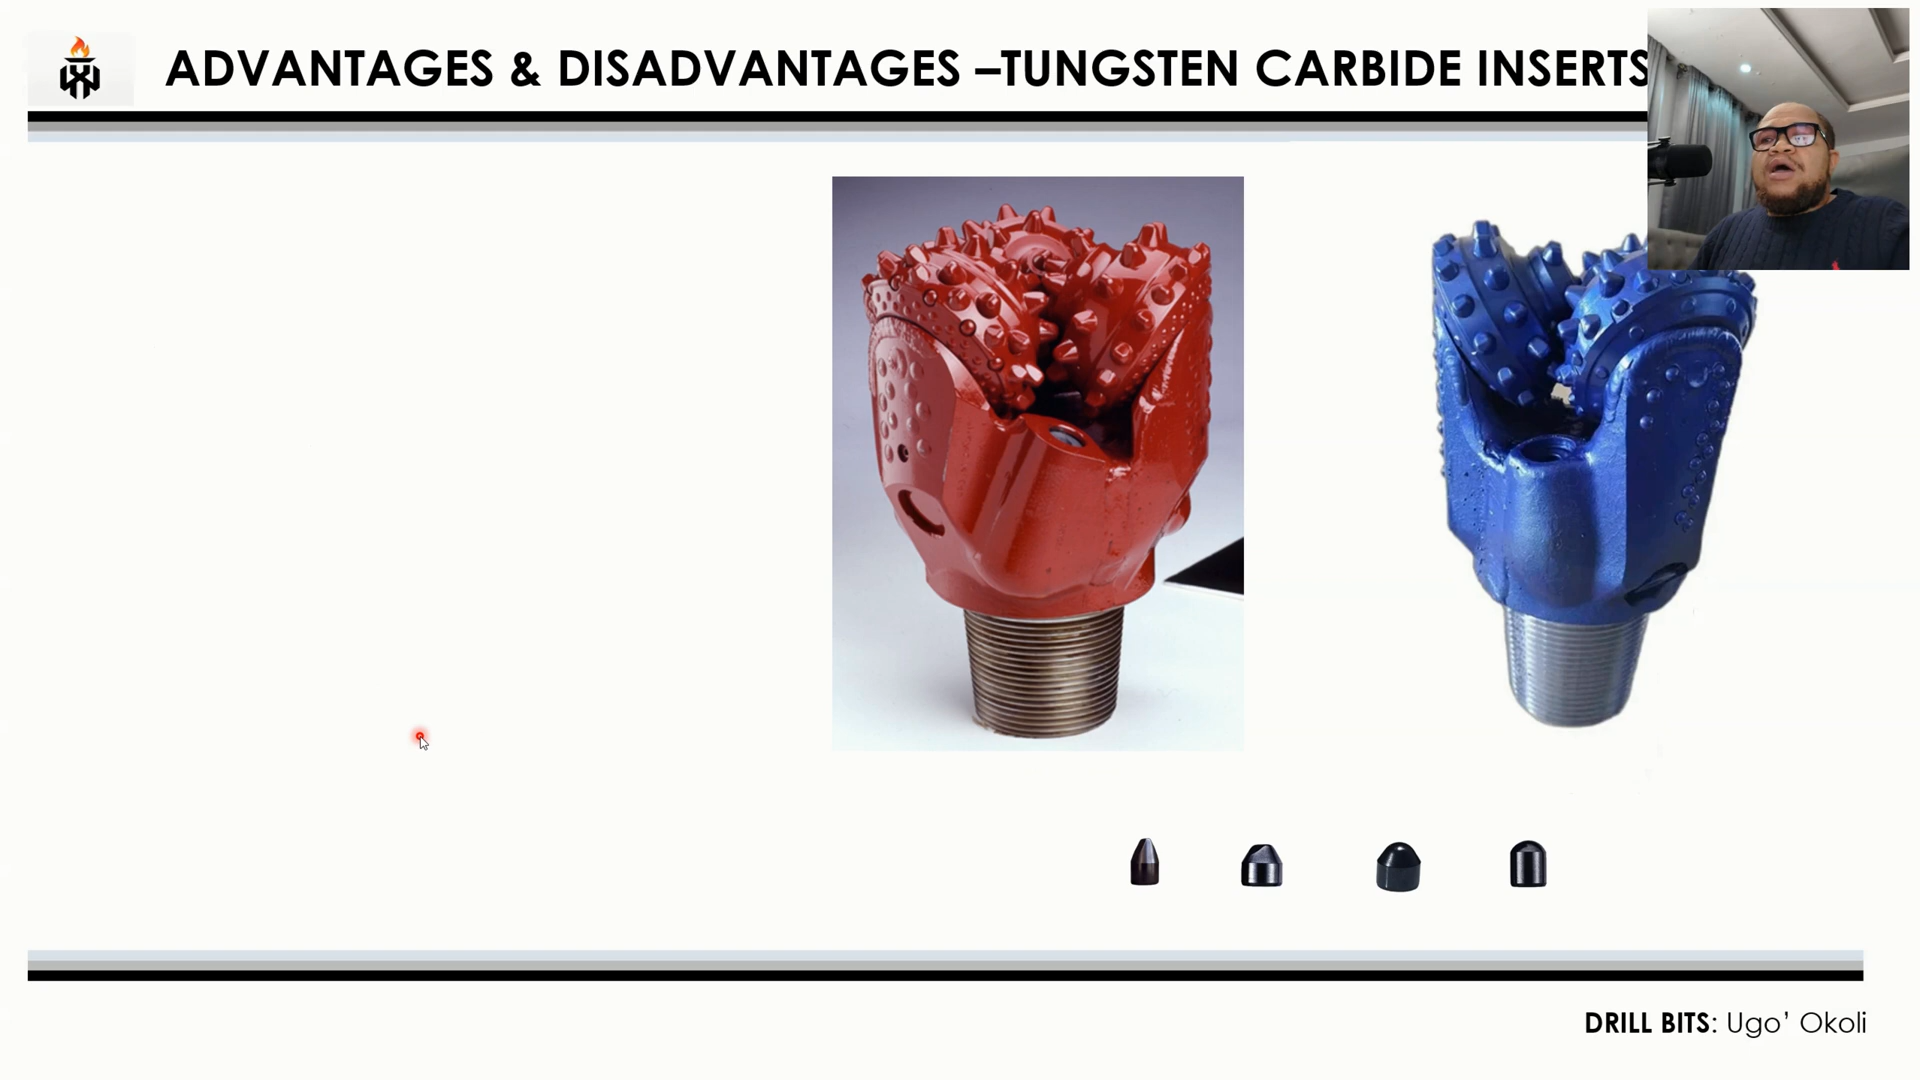 ADVANTAGES & DISADVANTAGES –TUNGSTEN CARBIDE INSERTS
DRILL BITS: Ugo’ Okoli